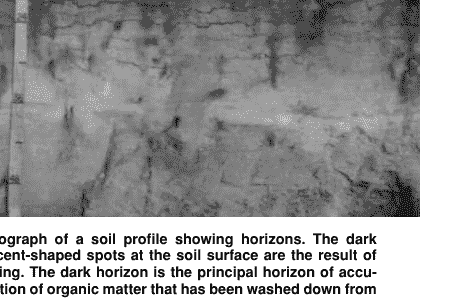 ograph of a soil profile showing horizons. The dark
cent-shaped spots at the soil surface are the result of
ing. The dark horizon is the principal horizon of accu-
tion of organic matter that has been washed down from